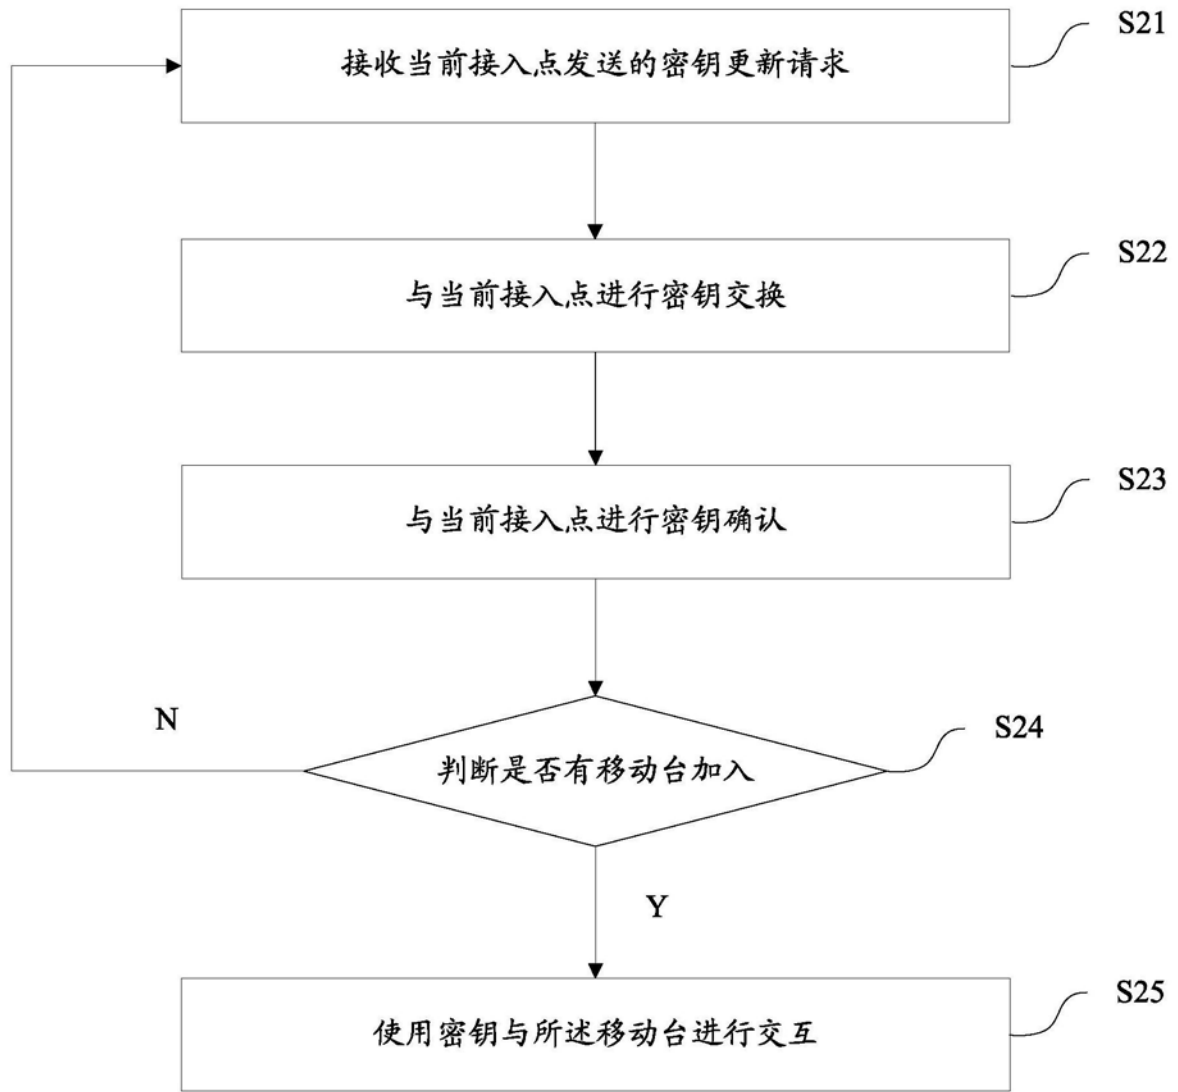 S21
接收当前接入点发送的密钥更新请求
S22
与当前接入点进行密钥交换
S23
与当前接入点进行密钥确认
N
S24
判断是否有移动台加入
Y
S25
使用密钥与所述移动台进行交互